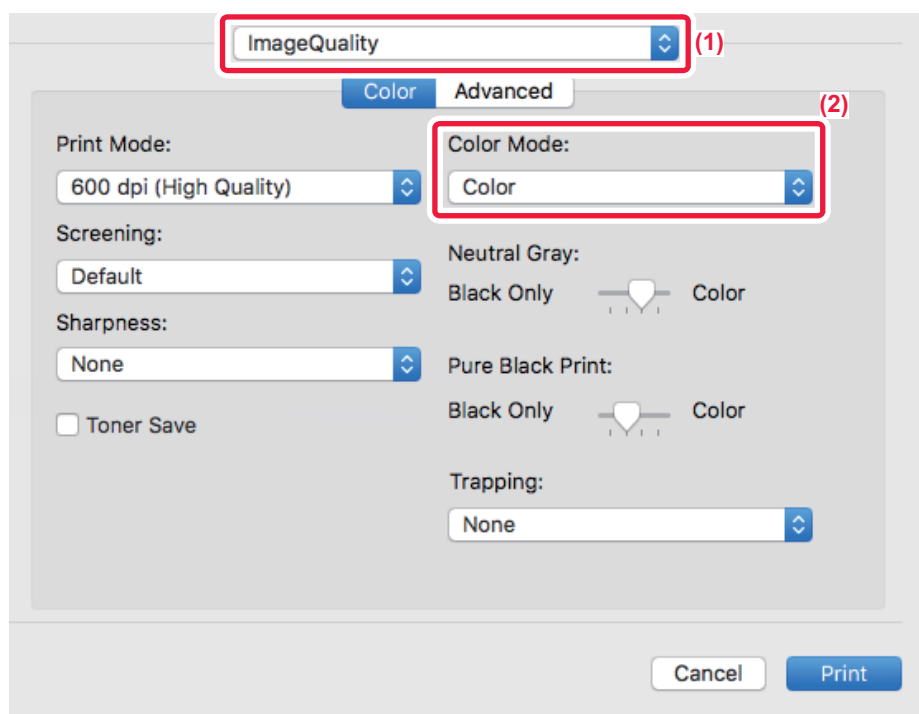 ImageQuality
(1)
Color Advanced
(2)
Print Mode:
600 dpi (High Quality)
Screening:
Default
Sharpness:
None
Toner Save
Color Mode:
Color
Neutral Gray:
Black Only Color
Pure Black Print:
Black Only Color
Trapping:
None
Cancel Print